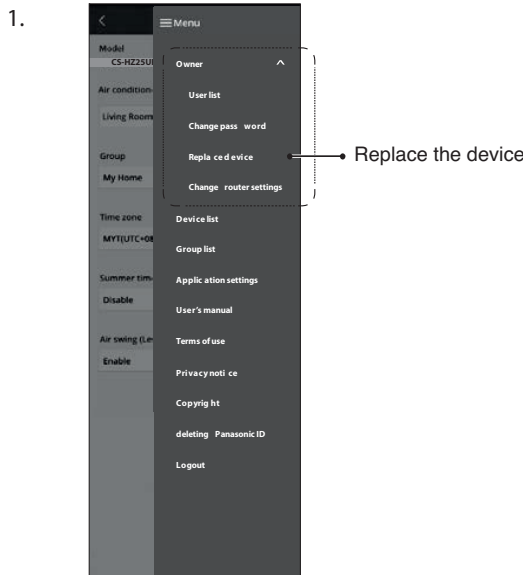 1.
Menu
Model
CS-HZ25U
Air condition
Living Room
Group
My Home
Time zone
MYT(UTC+08
Summer tim
Disable
Air swing (Le
Enable
Owner
User list
Change pass word
Repla ced evice
Change router settings
Device list
Group list
Applic ation settings
User's manual
Terms of use
Privacy noti ce
Copyrig ht
deleting Panasonic ID
Logout
Replace the device